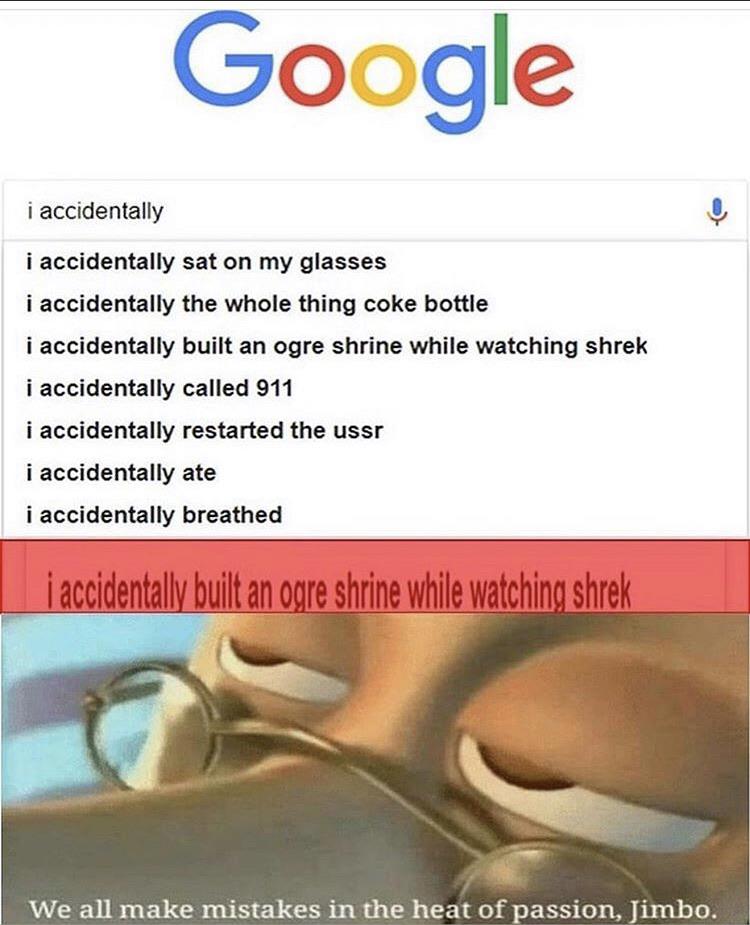 Google
i accidentally
i accidentally sat on my glasses
i accidentally the whole thing coke bottle
i accidentally built an ogre shrine while watching shrek
i accidentally called 911
i accidentally restarted the ussr
i accidentally ate
i accidentally breathed
i accidentally built an ogre shrine while watching shrek
We all make mistakes in the heat of passion, Jimbo.